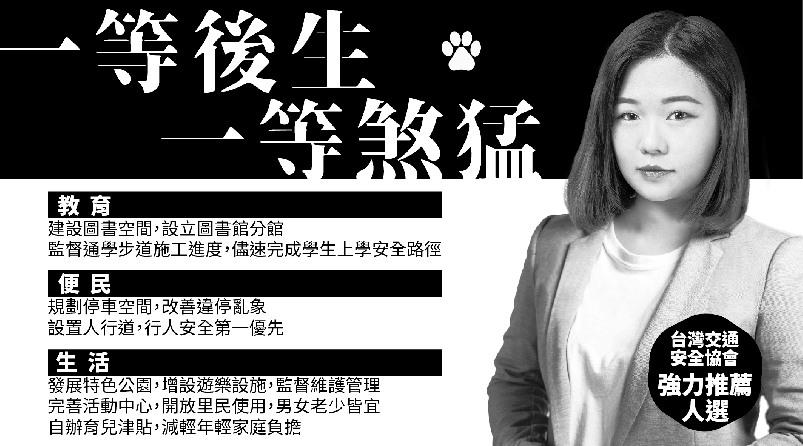 一等後生
一等煞猛
教育
建設圖書空間,設立圖書館分館
監督通學步道施工進度,儘速完成學生上學安全路徑
便民
規劃停車空間,改善違停亂象
設置人行道,行人安全第一優先
生活
發展特色公園,增設遊樂設施,監督維護管理
完善活動中心,開放里民使用,男女老少皆宜
自辦育兒津貼,減輕年輕家庭負擔
台灣交通
安全協會
強力推薦
人選